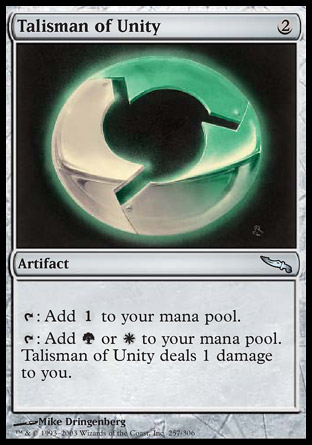 Talisman of Unity 2
Artifact
: Add 1 to your mana pool.
: Add or to your mana pool.
Talisman of Unity deals 1 damage
to you.
Mike Dringenberg
™ & © 1993-2003 Wizards of the Coast, Inc. 257/306